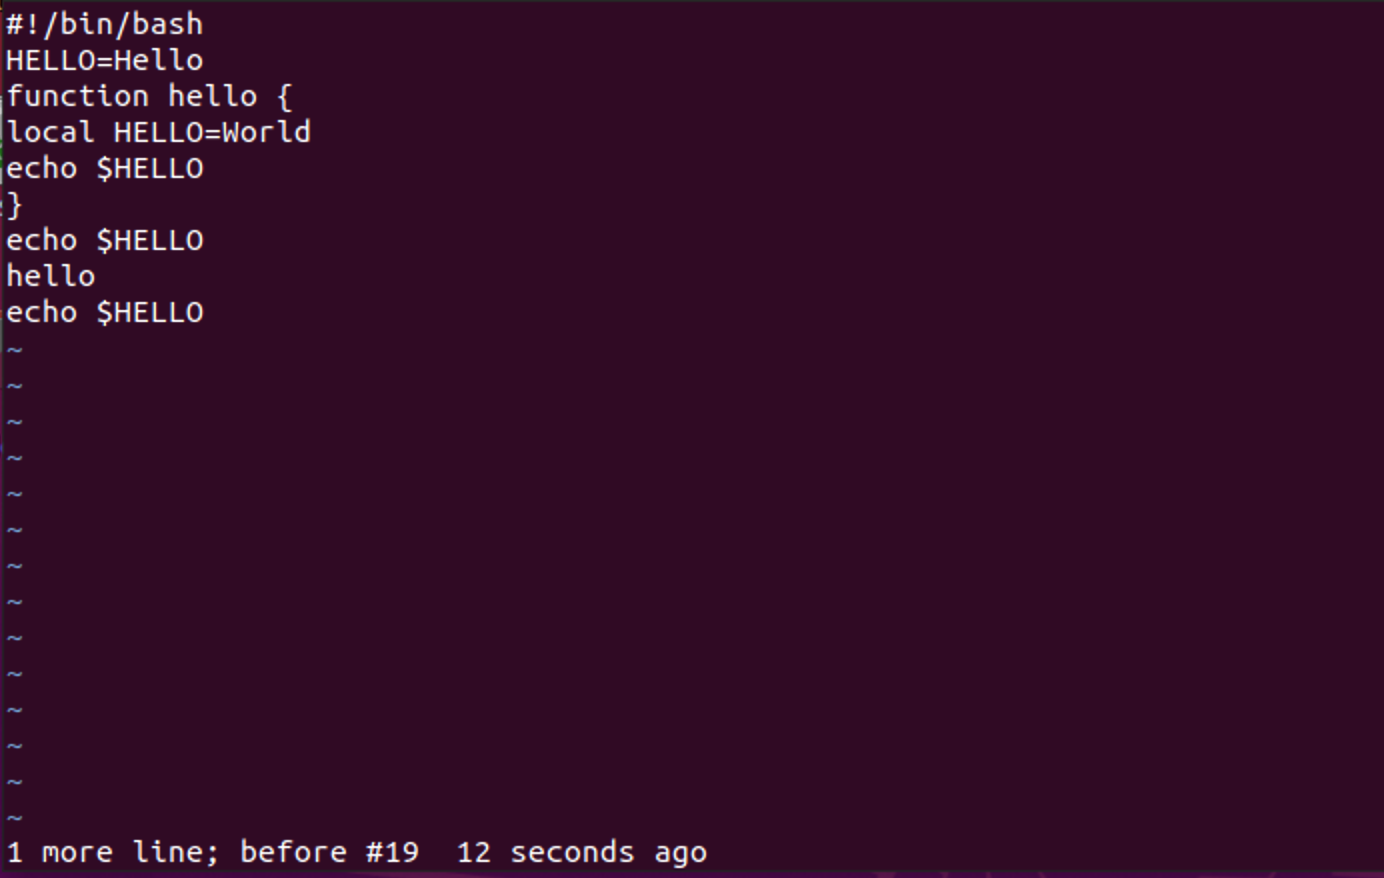 #!/bin/bash
HELLO=Hello
function hello {
local HELLO=World
echo $HELLO
}
echo $HELLO
hello
echo $HELLO
~
~
~
~
~
~
~
~
~
~
~
~
~
~
1 more line; before #19  12 seconds ago